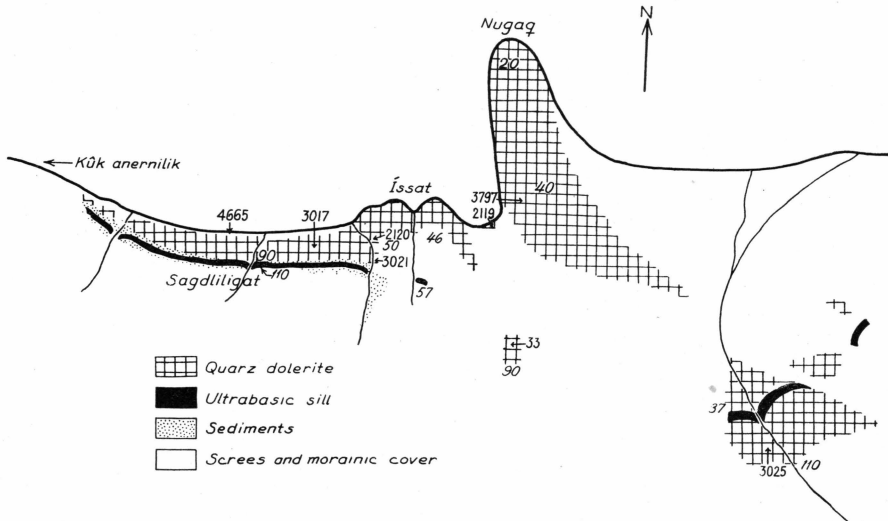 Nugaq
N
20
Kûk anernilik
Íssat
3797
40
4665
3017
2119
2120
50
46
90
3021
110
Sagdliligat
57
33
90
Quarz dolerite
Ultrabasic sill
37
Sediments
Screes and morainic cover
3025
110